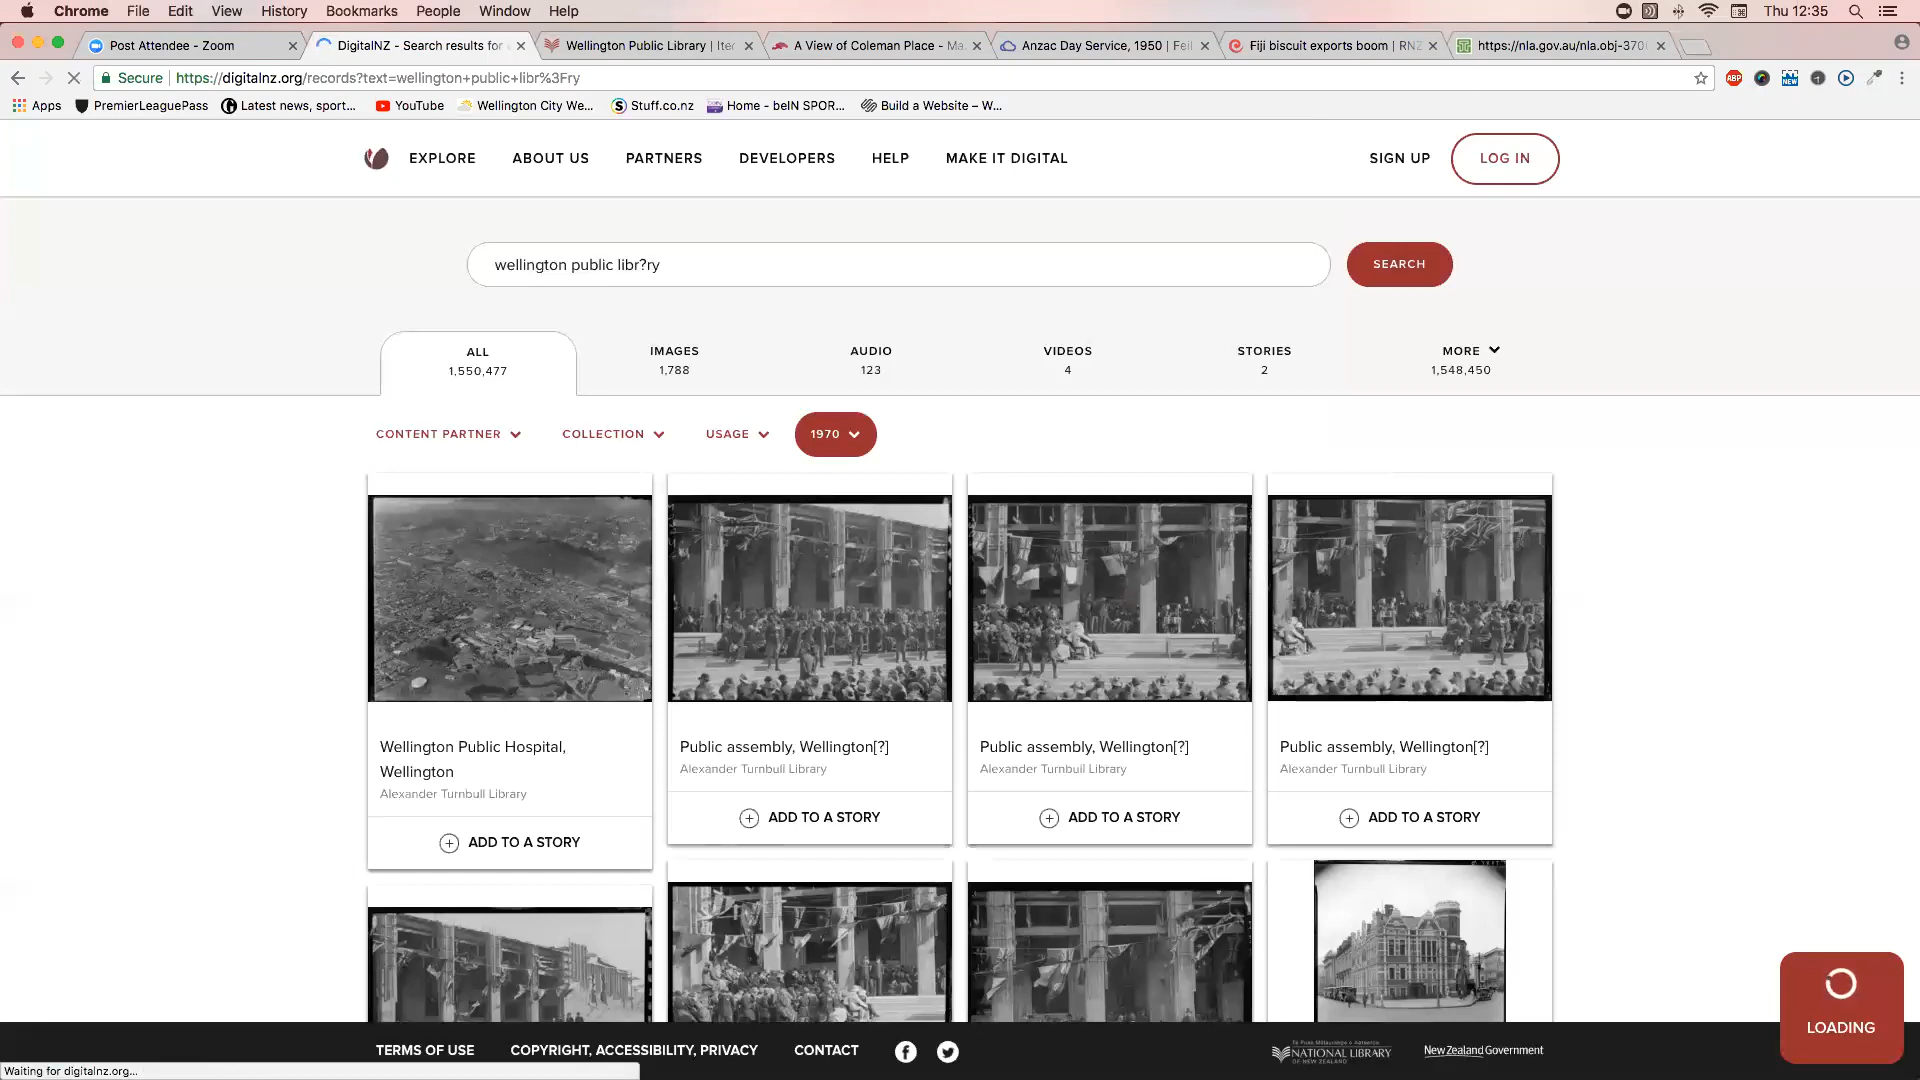 Chrome File Edit View History Bookmarks People Window Help Thu 12:35
Post Attendee - Zoom
DigitalNZ - Search results for
Wellington Public Library | Ite
A View of Coleman Place - Ma
Anzac Day Service, 1950 | Fei
Fiji biscuit exports boom | RNZ
https://nla.gov.au/nla.obj-370
Secure https://digitalnz.org/records?text=wellington+public+libr%3Fry
ABP
NEW
Apps PremierLeaguePass Latest news, sport... YouTube Wellington City We... Stuff.co.nz Home - beIN SPOR... Build a Website – W...
EXPLORE ABOUT US PARTNERS DEVELOPERS HELP MAKE IT DIGITAL SIGN UP LOG IN
wellington public libr?ry SEARCH
ALL IMAGES AUDIO VIDEOS STORIES MORE
1,550,477 1,788 123 4 2 1,548,450
CONTENT PARTNER COLLECTION USAGE 1970
Wellington Public Hospital,
Wellington
Alexander Turnbull Library
ADD TO A STORY
Public assembly, Wellington[?]
Alexander Turnbull Library
ADD TO A STORY
Public assembly, Wellington[?]
Alexander Turnbull Library
ADD TO A STORY
Public assembly, Wellington[?]
Alexander Turnbull Library
ADD TO A STORY
LOADING
TERMS OF USE COPYRIGHT, ACCESSIBILITY, PRIVACY CONTACT
NATIONAL LIBRARY
OF NEW ZEALAND
New Zealand Government
Waiting for digitalnz.org...